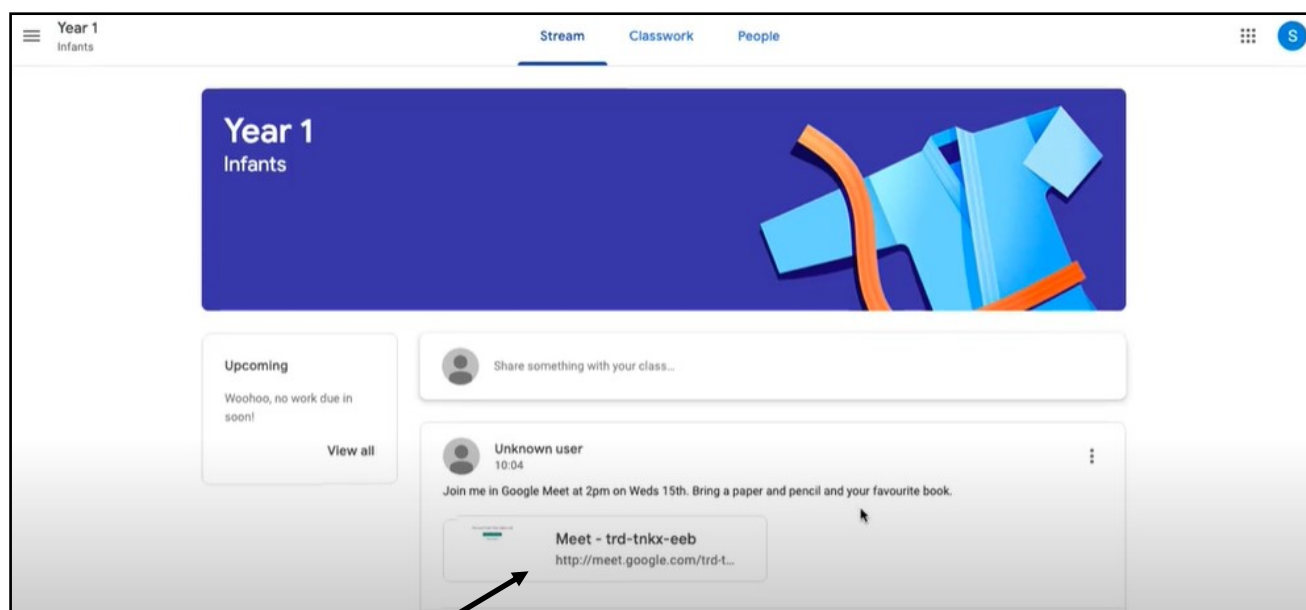 Year 1
Infants
Stream
Classwork
People
S
Year 1
Infants
Upcoming
Woohoo, no work due in
soon!
View all
Share something with your class...
Unknown user
10:04
Join me in Google Meet at 2pm on Weds 15th. Bring a paper and pencil and your favourite book.
Meet - trd-tnkx-eeb
http://meet.google.com/trd-t...